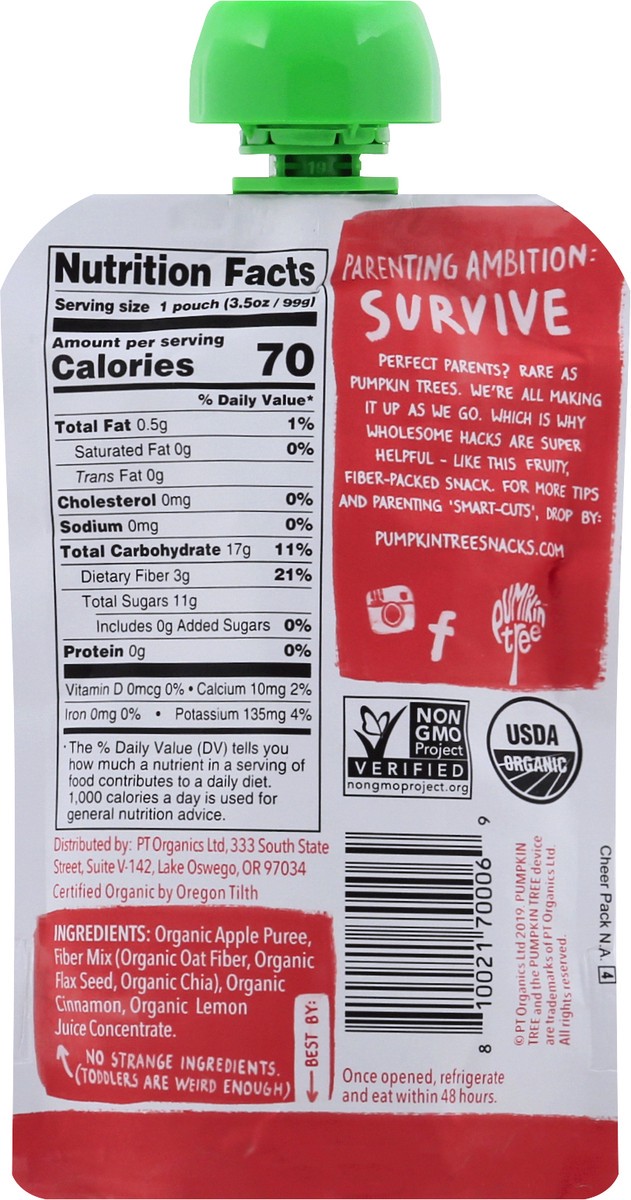 19
Nutrition Facts
Serving size 1 pouch (3.5oz / 99g)
Amount per serving
Calories 70
% Daily Value*
Total Fat 0.5g 1%
Saturated Fat 0g 0%
Trans Fat 0g
Cholesterol 0mg 0%
Sodium 0mg 0%
Total Carbohydrate 17g 11%
Dietary Fiber 3g 21%
Total Sugars 11g
Includes 0g Added Sugars 0%
Protein 0g 0%
Vitamin D 0mcg 0% • Calcium 10mg 2%
Iron 0mg 0% • Potassium 135mg 4%
*The % Daily Value (DV) tells you
how much a nutrient in a serving of
food contributes to a daily diet.
1,000 calories a day is used for
general nutrition advice.
Distributed by: PT Organics Ltd, 333 South State
Street, Suite V-142, Lake Oswego, OR 97034
Certified Organic by Oregon Tilth
INGREDIENTS: Organic Apple Puree,
Fiber Mix (Organic Oat Fiber, Organic
Flax Seed, Organic Chia), Organic
Cinnamon, Organic Lemon
Juice Concentrate.
NO STRANGE INGREDIENTS.
(TODDLERS ARE WEIRD ENOUGH)
BEST BY:
PARENTING AMBITION:
SURVIVE
PERFECT PARENTS? RARE AS
PUMPKIN TREES. WE'RE ALL MAKING
IT UP AS WE GO. WHICH IS WHY
WHOLESOME HACKS ARE SUPER
HELPFUL - LIKE THIS FRUITY,
FIBER-PACKED SNACK. FOR MORE TIPS
AND PARENTING 'SMART-CUTS', DROP BY:
PUMPKINTREESNACKS.COM
f
PUMPKIN
tree
NON
GMO
Project
VERIFIED
nongmoproject.org
USDA
ORGANIC
8 10021 70006 9
© PT Organics Ltd 2019. PUMPKIN
TREE and the PUMPKIN TREE device
are trademarks of PT Organics Ltd.
All rights reserved.
Cheer Pack N.A. 4
Once opened, refrigerate
and eat within 48 hours.